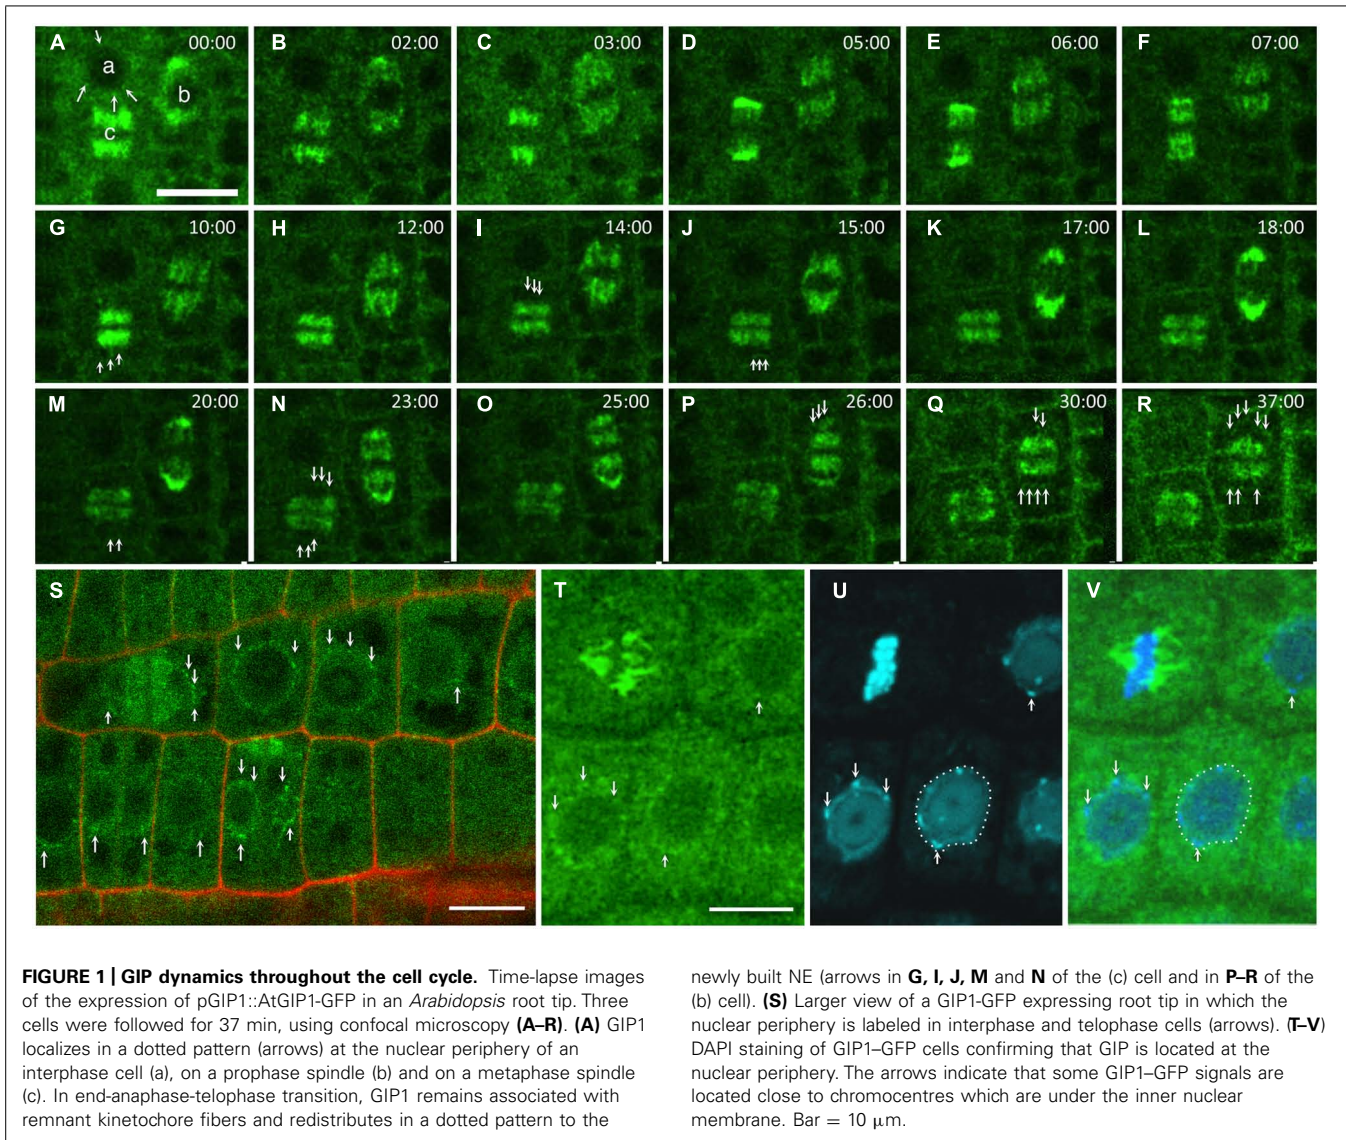 A 00:00
a
b
c
B 02:00
C 03:00
D 05:00
E 06:00
F 07:00
G 10:00
H 12:00
I 14:00
J 15:00
K 17:00
L 18:00
M 20:00
N 23:00
O 25:00
P 26:00
Q 30:00
R 37:00
S
T
U
V
FIGURE 1 | GIP dynamics throughout the cell cycle. Time-lapse images
of the expression of pGIP1::AtGIP1-GFP in an Arabidopsis root tip. Three
cells were followed for 37 min, using confocal microscopy (A–R). (A) GIP1
localizes in a dotted pattern (arrows) at the nuclear periphery of an
interphase cell (a), on a prophase spindle (b) and on a metaphase spindle
(c). In end-anaphase-telophase transition, GIP1 remains associated with
remnant kinetochore fibers and redistributes in a dotted pattern to the
newly built NE (arrows in G, I, J, M and N of the (c) cell and in P–R of the
(b) cell). (S) Larger view of a GIP1-GFP expressing root tip in which the
nuclear periphery is labeled in interphase and telophase cells (arrows). (T–V)
DAPI staining of GIP1–GFP cells confirming that GIP is located at the
nuclear periphery. The arrows indicate that some GIP1–GFP signals are
located close to chromocentres which are under the inner nuclear
membrane. Bar = 10 μm.